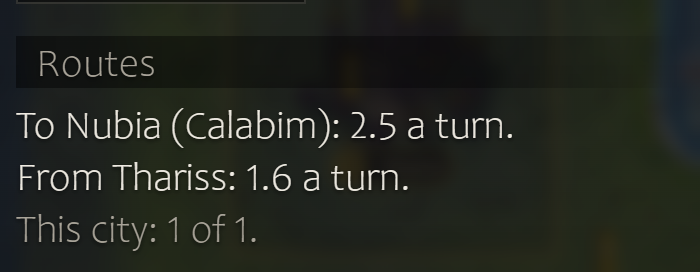 Routes
To Nubia (Calabim): 2.5 a turn.
From Thariss: 1.6 a turn.
This city: 1 of 1.